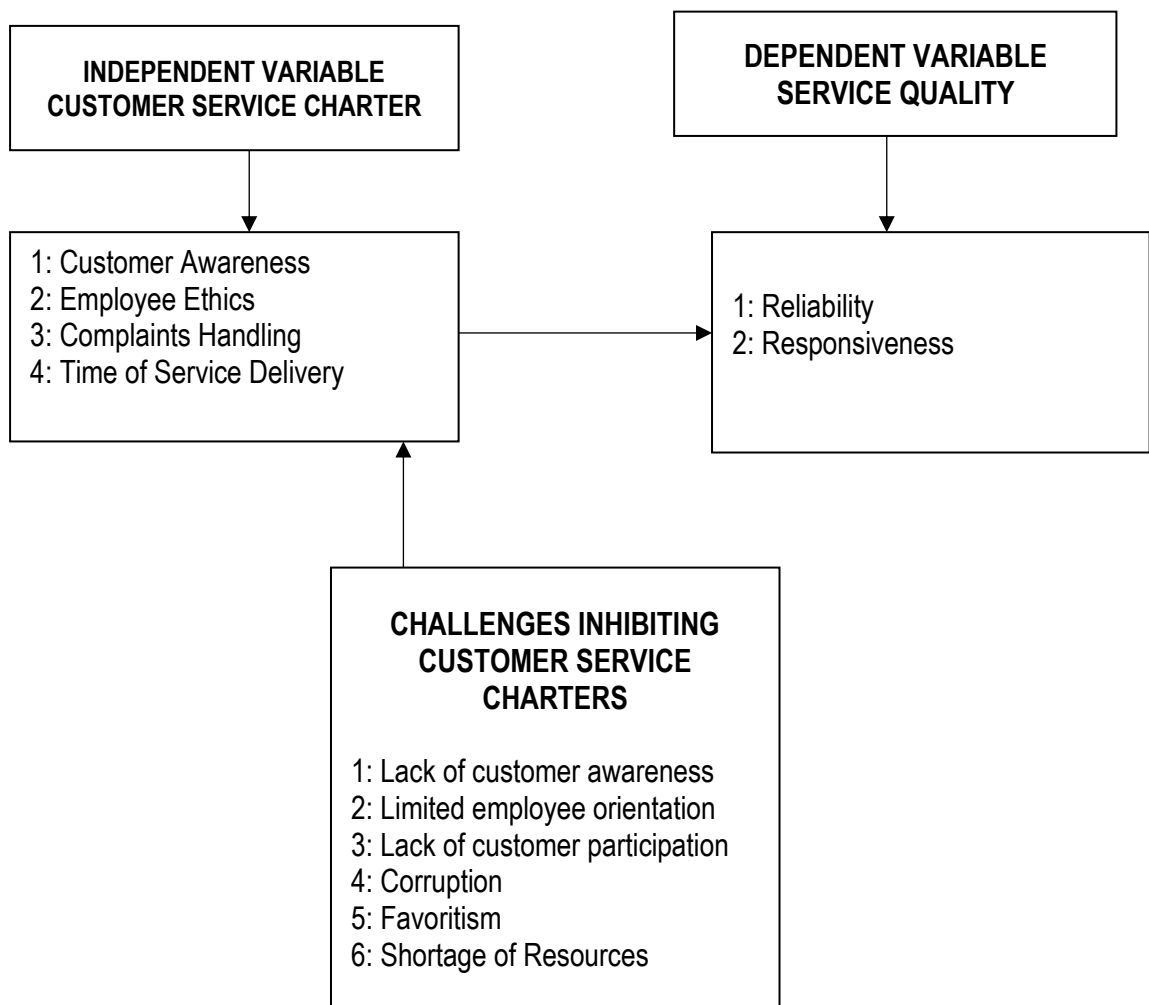 INDEPENDENT VARIABLE
CUSTOMER SERVICE CHARTER
DEPENDENT VARIABLE
SERVICE QUALITY
1: Customer Awareness
2: Employee Ethics
3: Complaints Handling
4: Time of Service Delivery
1: Reliability
2: Responsiveness
CHALLENGES INHIBITING
CUSTOMER SERVICE
CHARTERS
1: Lack of customer awareness
2: Limited employee orientation
3: Lack of customer participation
4: Corruption
5: Favoritism
6: Shortage of Resources